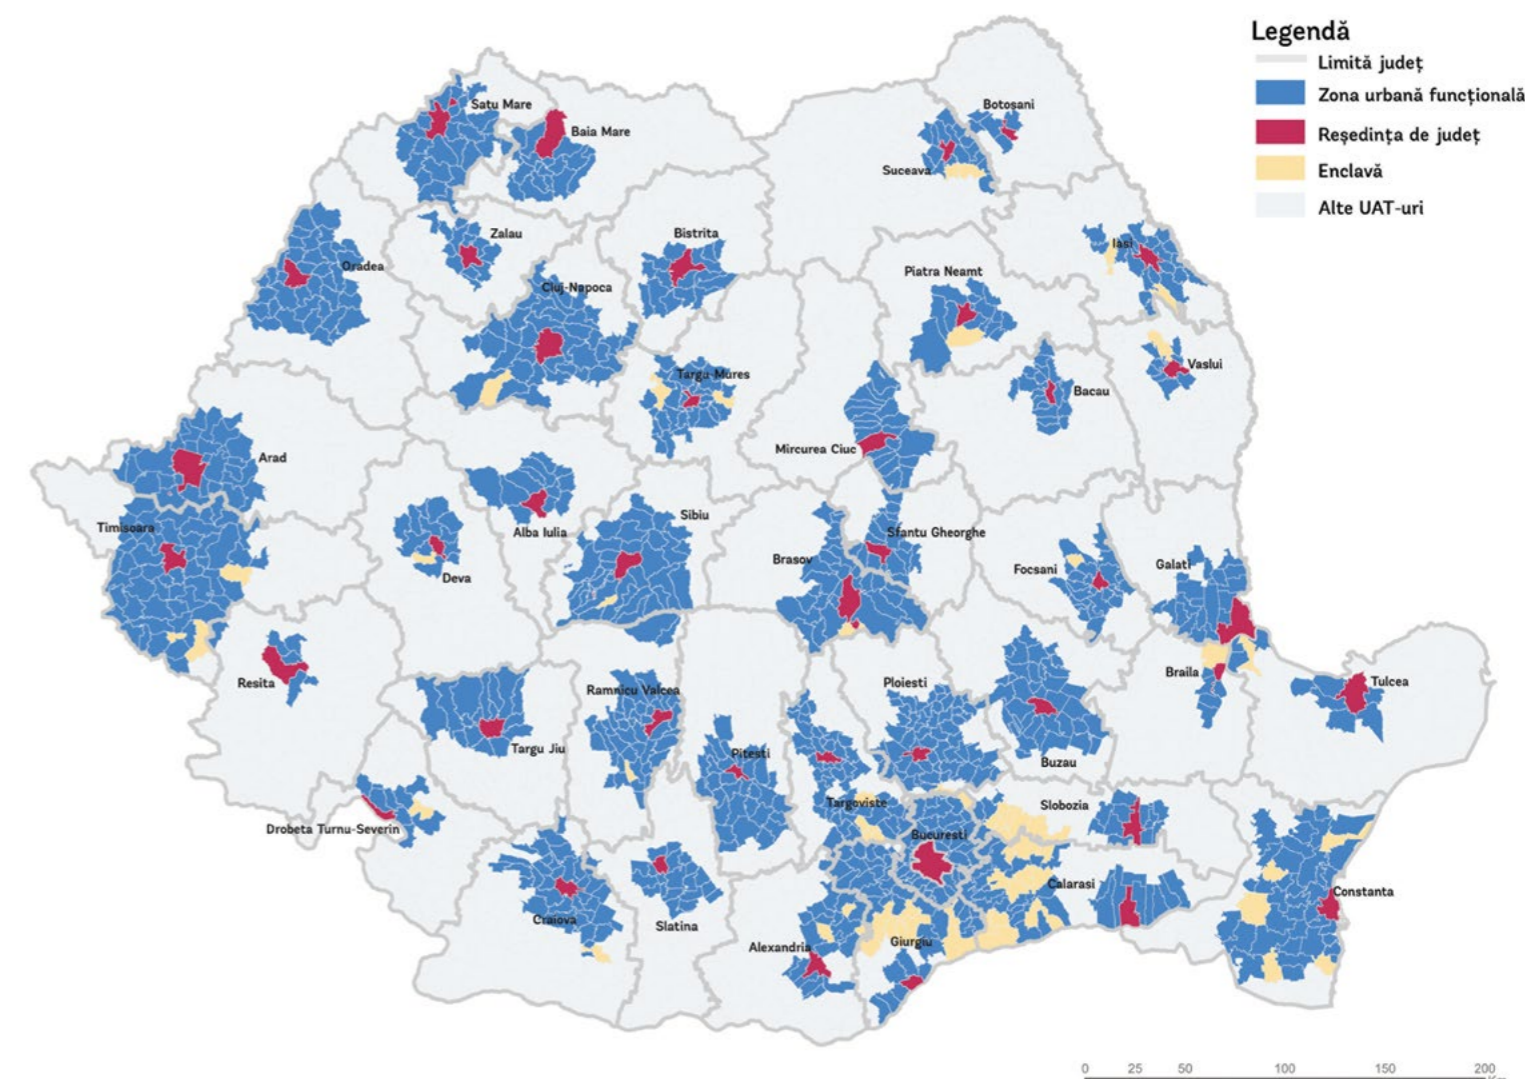 Legendă
Limită județ
Zona urbană funcțională
Reședința de județ
Enclavă
Alte UAT-uri
Satu Mare
Botoșani
Baia Mare
Suceava
Zalau
Bistrita
Iasi
Oradea
Piatra Neamt
Cluj-Napoca
Vaslui
Targu-Mures
Bacau
Mircurea Ciuc
Arad
Sibiu
Timisoara
Alba Iulia
Sfantu Gheorghe
Brasov
Galati
Focsani
Deva
Braila
Tulcea
Resita
Ramnicu Valcea
Ploiesti
Targu Jiu
Pitesti
Buzau
Targoviste
Slobozia
Drobeta Turnu-Severin
Bucuresti
Calarasi
Constanta
Craiova
Slatina
Giurgiu
Alexandria
0 25 50 100 150 200